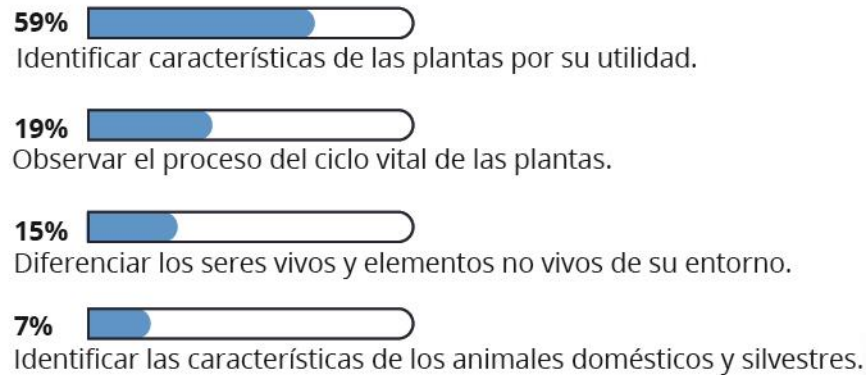 59%
Identificar características de las plantas por su utilidad.
19%
Observar el proceso del ciclo vital de las plantas.
15%
Diferenciar los seres vivos y elementos no vivos de su entorno.
7%
Identificar las características de los animales domésticos y silvestres.